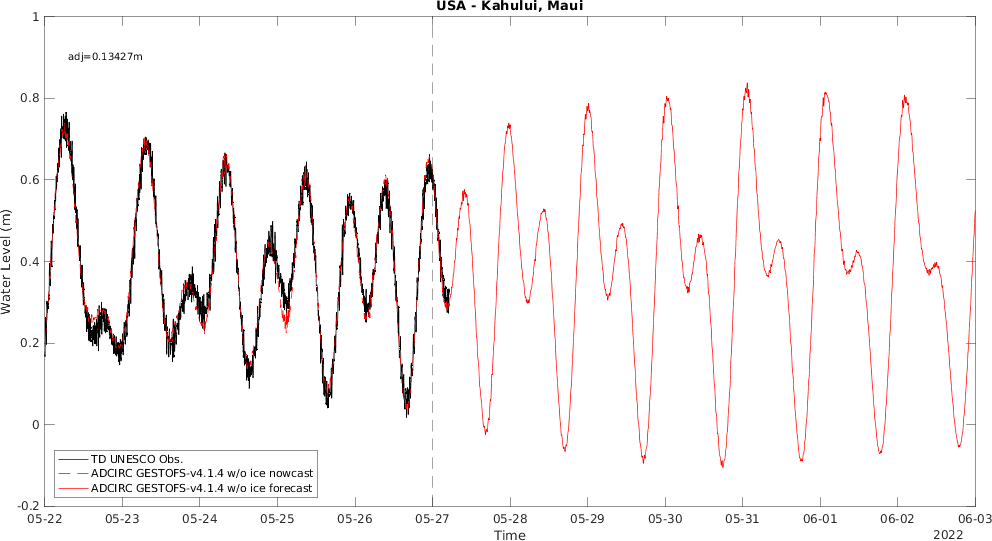 USA - Kahului, Maui
adj=0.13427m
1
0.8
0.6
0.4
0.2
0
-0.2
Water Level (m)
TD UNESCO Obs.
ADCIRC GESTOFS-v4.1.4 w/o ice nowcast
ADCIRC GESTOFS-v4.1.4 w/o ice forecast
05-22 05-23 05-24 05-25 05-26 05-27 05-28 05-29 05-30 05-31 06-01 06-02 06-03
Time
2022